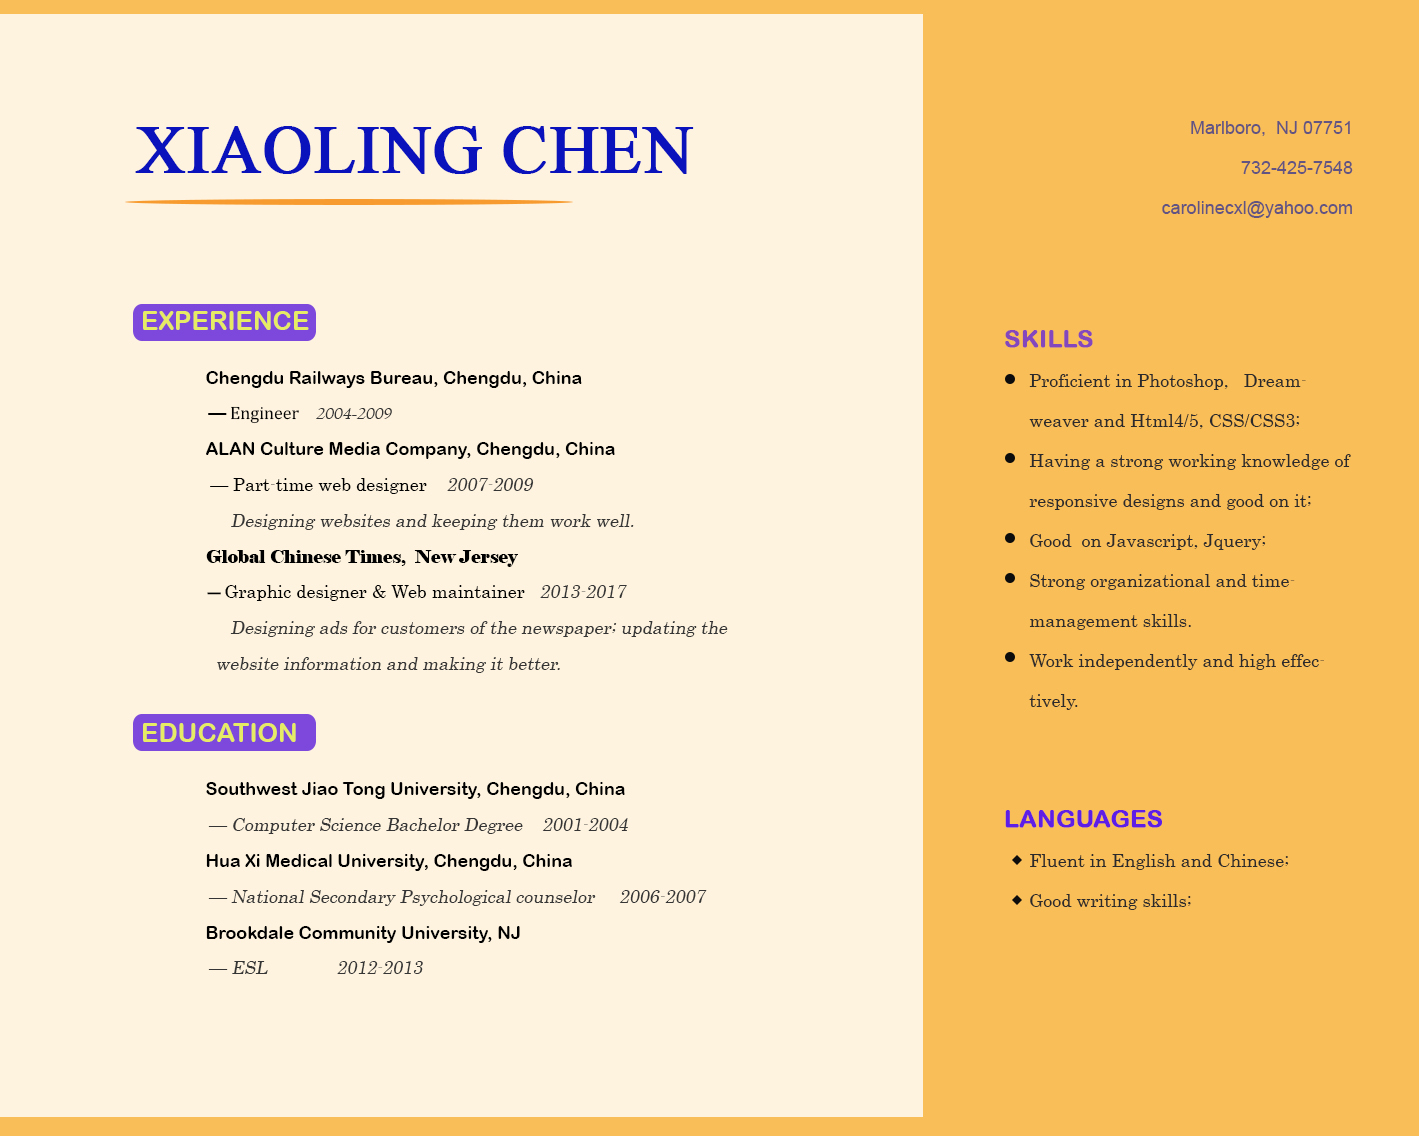 XIAOLING CHEN
Marlboro,  NJ 07751
732-425-7548
carolinecxl@yahoo.com
EXPERIENCE
Chengdu Railways Bureau, Chengdu, China
— Engineer 2004-2009
ALAN Culture Media Company, Chengdu, China
— Part-time web designer 2007-2009
Designing websites and keeping them work well.
Global Chinese Times,  New Jersey
— Graphic designer & Web maintainer 2013-2017
Designing ads for customers of the newspaper; updating the
website information and making it better.
EDUCATION
Southwest Jiao Tong University, Chengdu, China
— Computer Science Bachelor Degree 2001-2004
Hua Xi Medical University, Chengdu, China
— National Secondary Psychological counselor 2006-2007
Brookdale Community University, NJ
— ESL 2012-2013
SKILLS
● Proficient in Photoshop,   Dream-
weaver and Html4/5, CSS/CSS3;
● Having a strong working knowledge of
responsive designs and good on it;
● Good  on Javascript, Jquery;
● Strong organizational and time-
management skills.
● Work independently and high effec-
tively.
LANGUAGES
◆ Fluent in English and Chinese;
◆ Good writing skills;